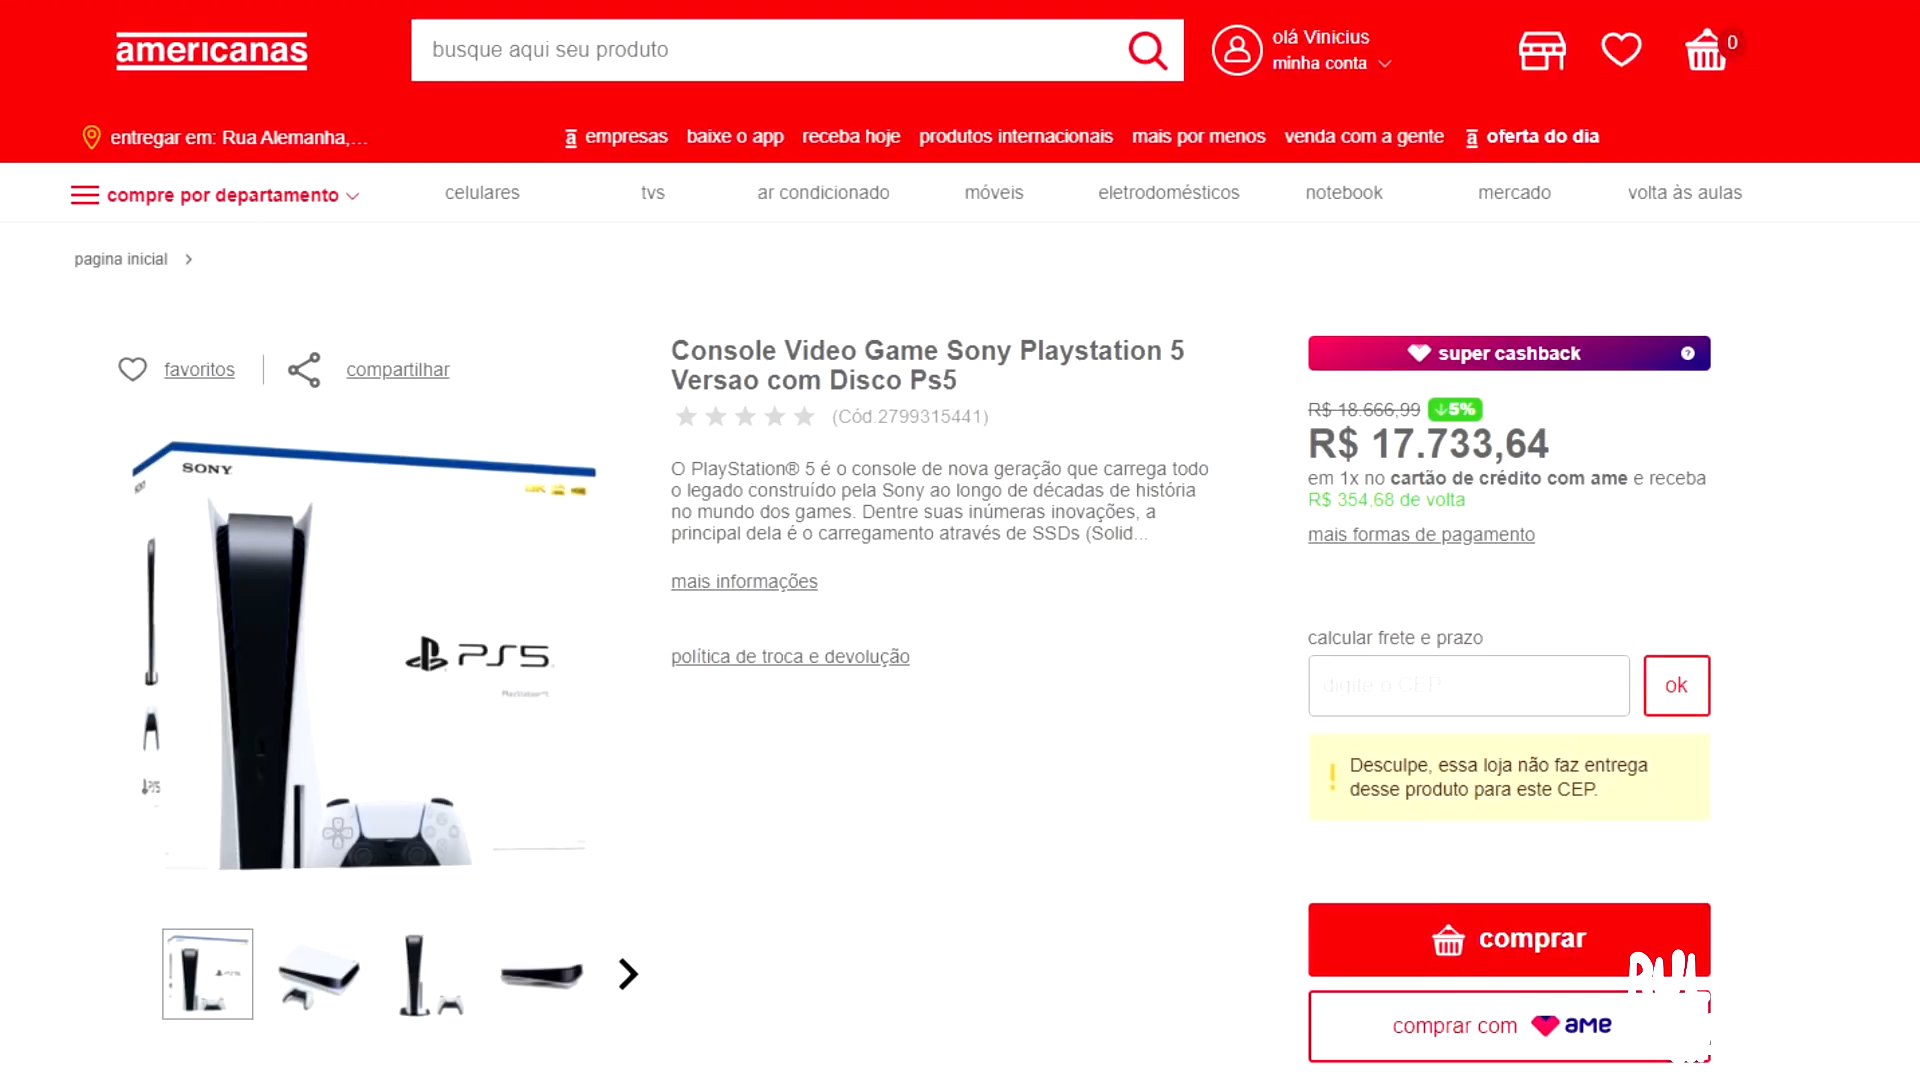 americanas
busque aqui seu produto
olá Vinicius
minha conta
0
entregar em: Rua Alemanha,...
a empresas
baixe o app
receba hoje
produtos internacionais
mais por menos
venda com a gente
a oferta do dia
compre por departamento
celulares
tvs
ar condicionado
móveis
eletrodomésticos
notebook
mercado
volta às aulas
pagina inicial
favoritos
compartilhar
SONY
4K
PS5
PlayStation 5
PS5
Console Video Game Sony Playstation 5
Versao com Disco Ps5
(Cód.2799315441)
O PlayStation® 5 é o console de nova geração que carrega todo
o legado construído pela Sony ao longo de décadas de história
no mundo dos games. Dentre suas inúmeras inovações, a
principal dela é o carregamento através de SSDs (Solid...
mais informações
política de troca e devolução
super cashback ?
R$ 18.666,99 5%
R$ 17.733,64
em 1x no cartão de crédito com ame e receba
R$ 354,68 de volta
mais formas de pagamento
calcular frete e prazo
digite o CEP
ok
Desculpe, essa loja não faz entrega
desse produto para este CEP.
comprar
comprar com ame